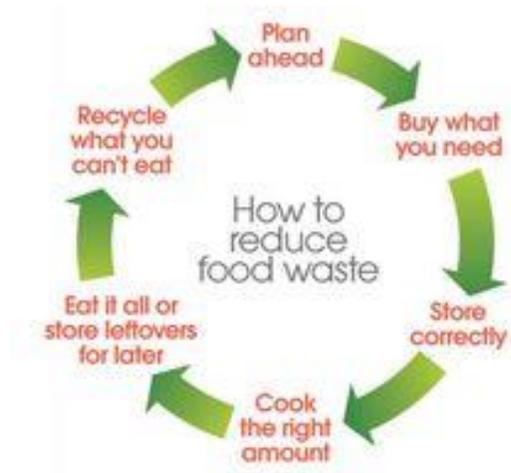 Plan
ahead
Buy what
you need
Store
correctly
Cook
the right
amount
Eat it all or
store leftovers
for later
Recycle
what you
can't eat
How to
reduce
food waste